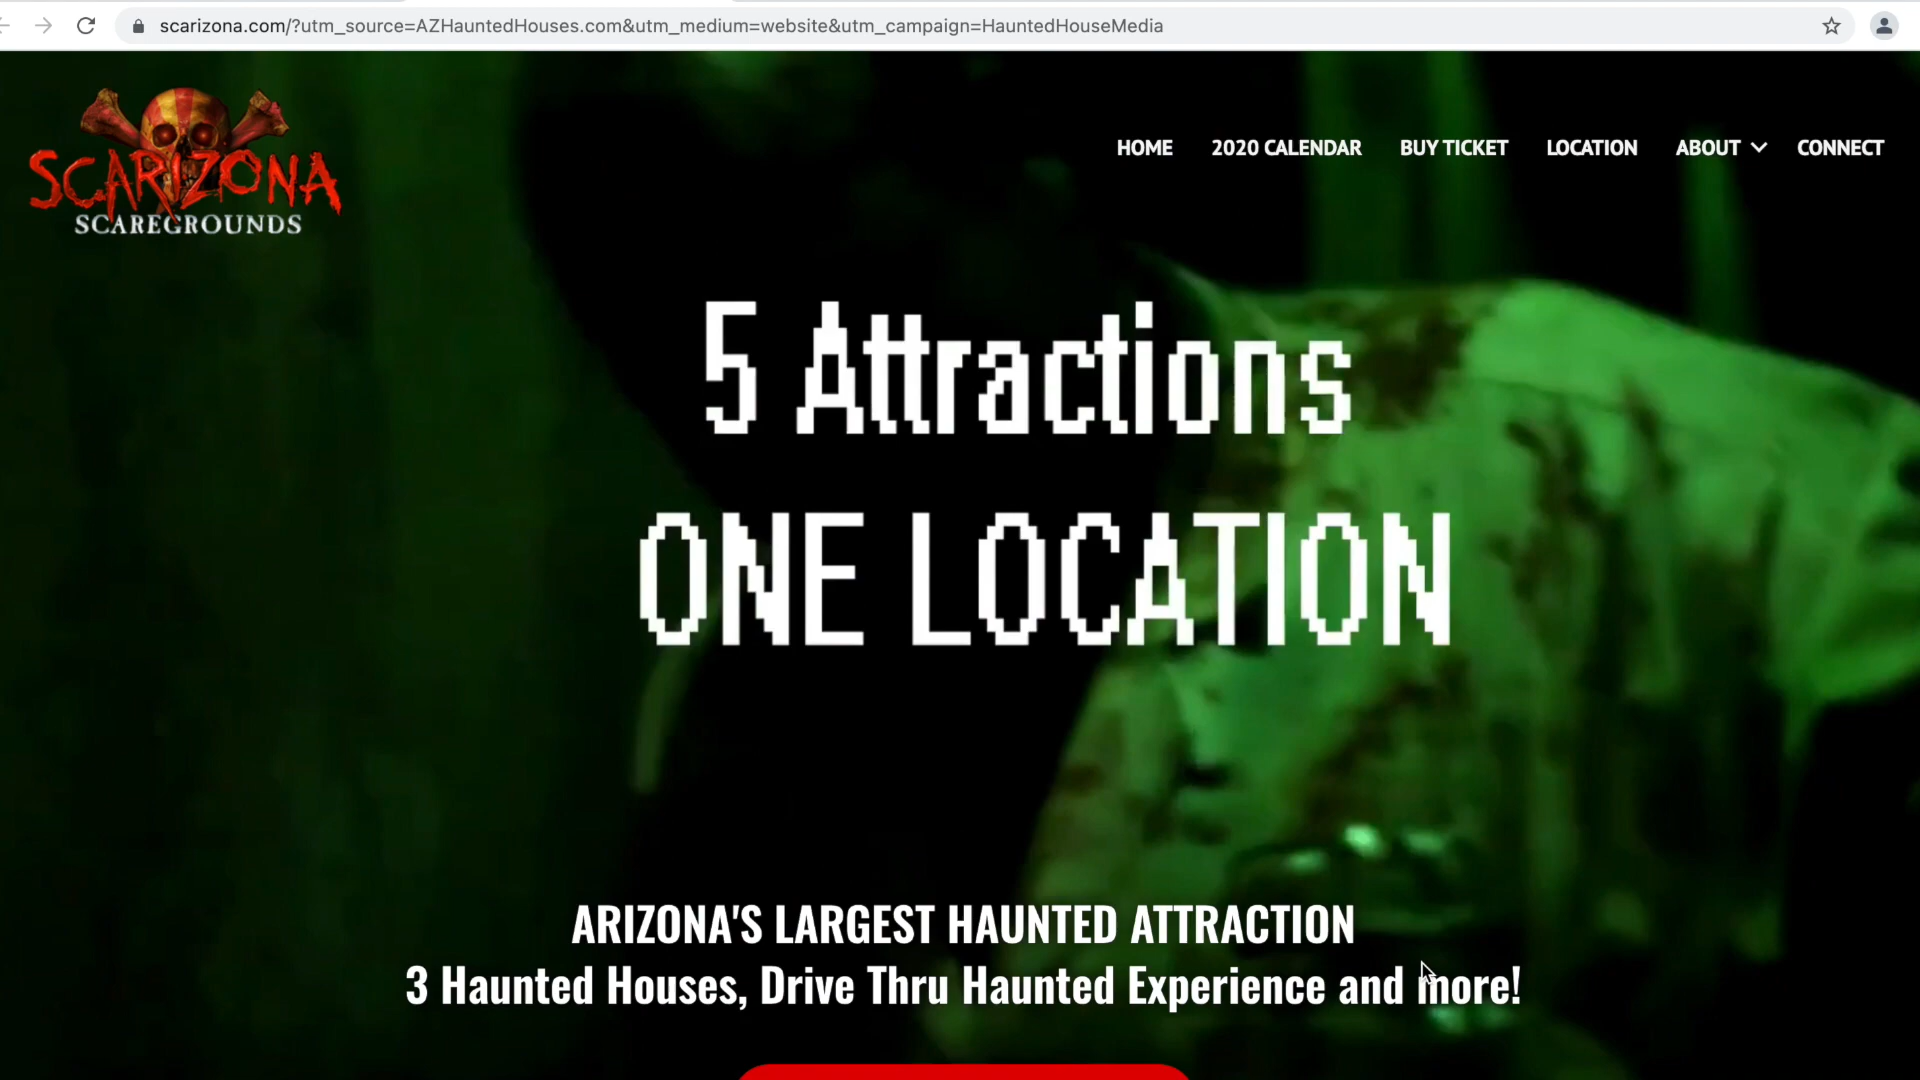 scarizona.com/?utm_source=AZHauntedHouses.com&utm_medium=website&utm_campaign=HauntedHouseMedia
SCARIZONA
SCAREGROUNDS
HOME
2020 CALENDAR
BUY TICKET
LOCATION
ABOUT
CONNECT
5 Attractions
ONE LOCATION
ARIZONA'S LARGEST HAUNTED ATTRACTION
3 Haunted Houses, Drive Thru Haunted Experience and more!